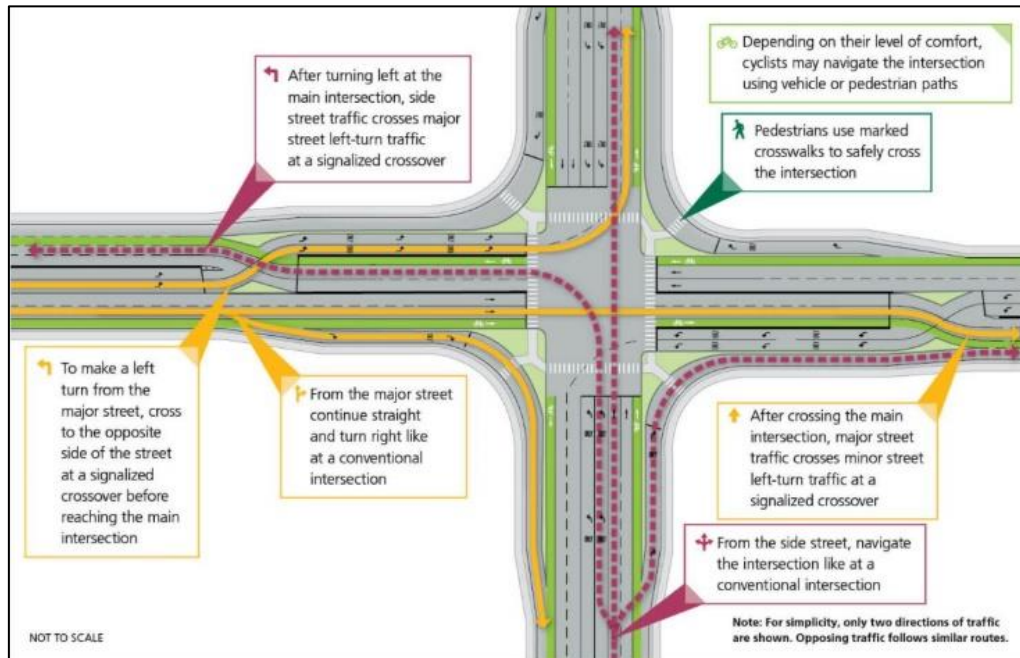 After turning left at the
main intersection, side
street traffic crosses major
street left-turn traffic
at a signalized crossover
Depending on their level of comfort,
cyclists may navigate the intersection
using vehicle or pedestrian paths
Pedestrians use marked
crosswalks to safely cross
the intersection
To make a left
turn from the
major street, cross
to the opposite
side of the street
at a signalized
crossover before
reaching the main
intersection
From the major street
continue straight
and turn right like
at a conventional
intersection
After crossing the main
intersection, major street
traffic crosses minor street
left-turn traffic at a
signalized crossover
From the side street, navigate
the intersection like at a
conventional intersection
NOT TO SCALE
Note: For simplicity, only two directions of traffic
are shown. Opposing traffic follows similar routes.